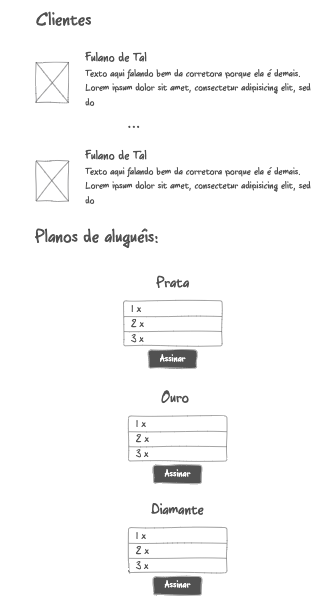 Clientes
Fulano de Tal
Texto aqui falando bem da corretora porque ela é demais.
Lorem ipsum dolor sit amet, consectetur adipisicing elit, sed
do
...
Fulano de Tal
Texto aqui falando bem da corretora porque ela é demais.
Lorem ipsum dolor sit amet, consectetur adipisicing elit, sed
do
Planos de aluguéis:
Prata
1 x
2 x
3 x
Assinar
Ouro
1 x
2 x
3 x
Assinar
Diamante
1 x
2 x
3 x
Assinar